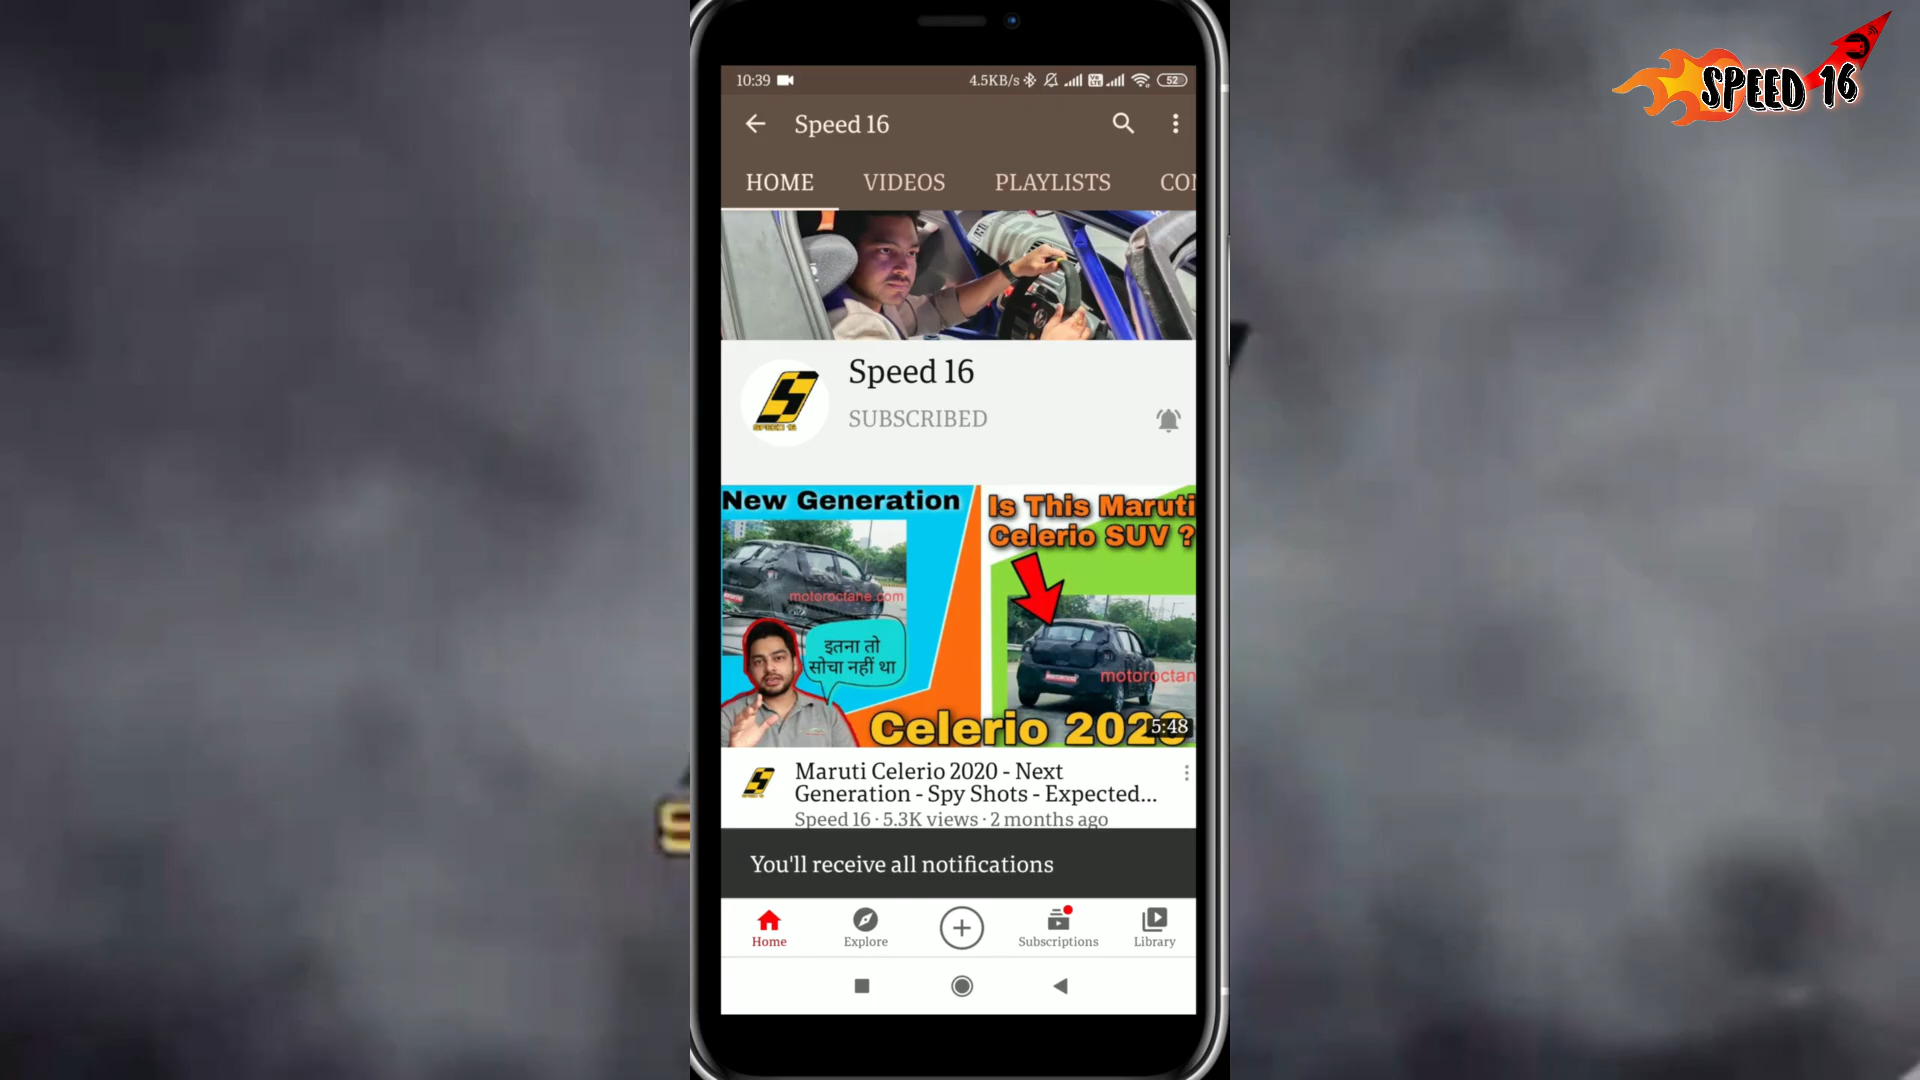 SPEED 16
10:39 4.5KB/s 52
Speed 16
HOME VIDEOS PLAYLISTS CO
Speed 16
SUBSCRIBED
New Generation
Is This Maruti
Celerio SUV ?
motoroctane.com
इतना तो
सोचा नहीं था
motoroctan
Celerio 2020
5:48
Maruti Celerio 2020 - Next
Generation - Spy Shots - Expected...
Speed 16 · 5.3K views · 2 months ago
You'll receive all notifications
Home Explore Subscriptions Library